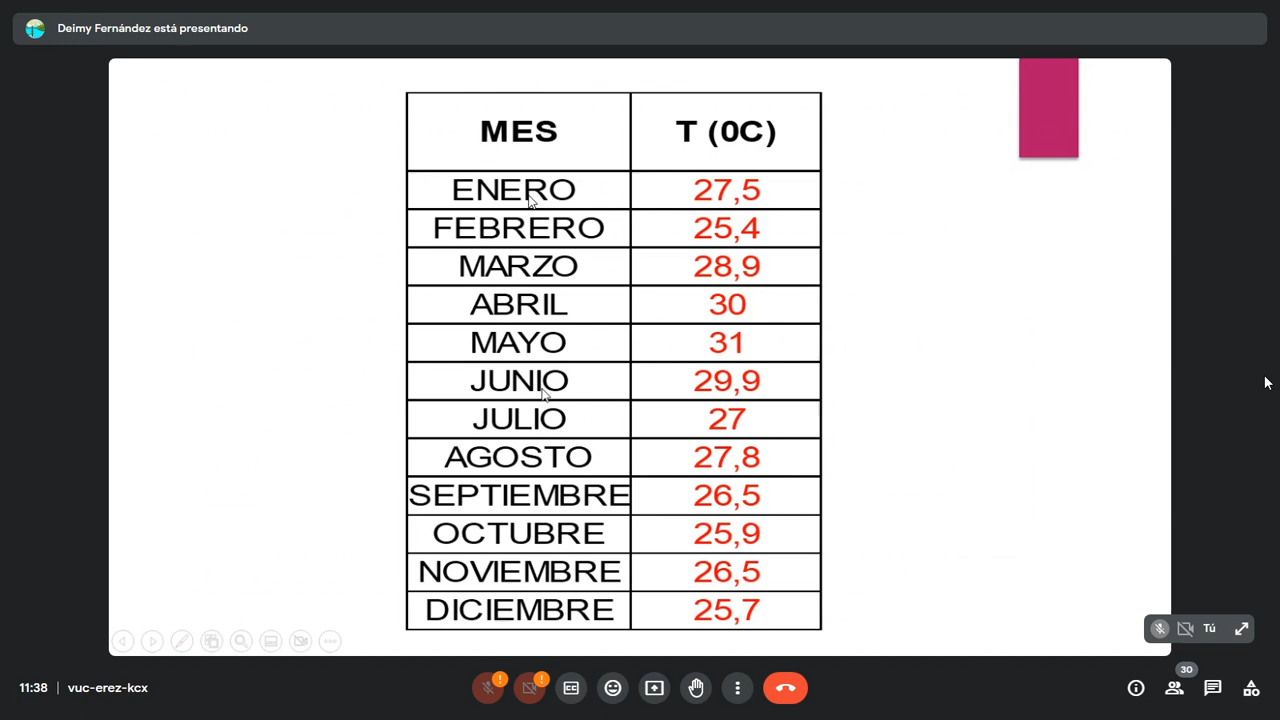 Deimy Fernández está presentando
MES T (0C)
ENERO 27,5
FEBRERO 25,4
MARZO 28,9
ABRIL 30
MAYO 31
JUNIO 29,9
JULIO 27
AGOSTO 27,8
SEPTIEMBRE 26,5
OCTUBRE 25,9
NOVIEMBRE 26,5
DICIEMBRE 25,7
Tú
30
11:38 | vuc-erez-kcx